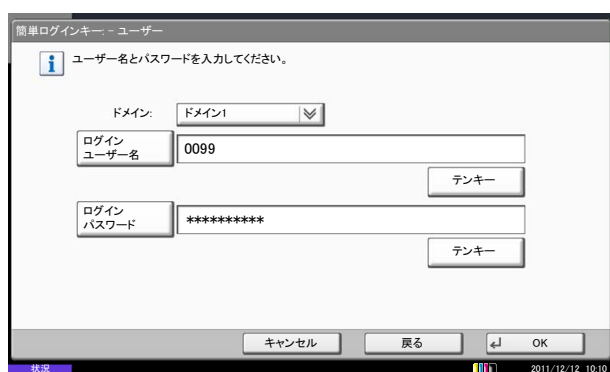 簡単ログインキー: - ユーザー
ユーザー名とパスワードを入力してください。
ドメイン:
ドメイン1
ログイン
ユーザー名
0099
テンキー
ログイン
パスワード
**********
テンキー
キャンセル
戻る
OK
状況
2011/12/12 10:10